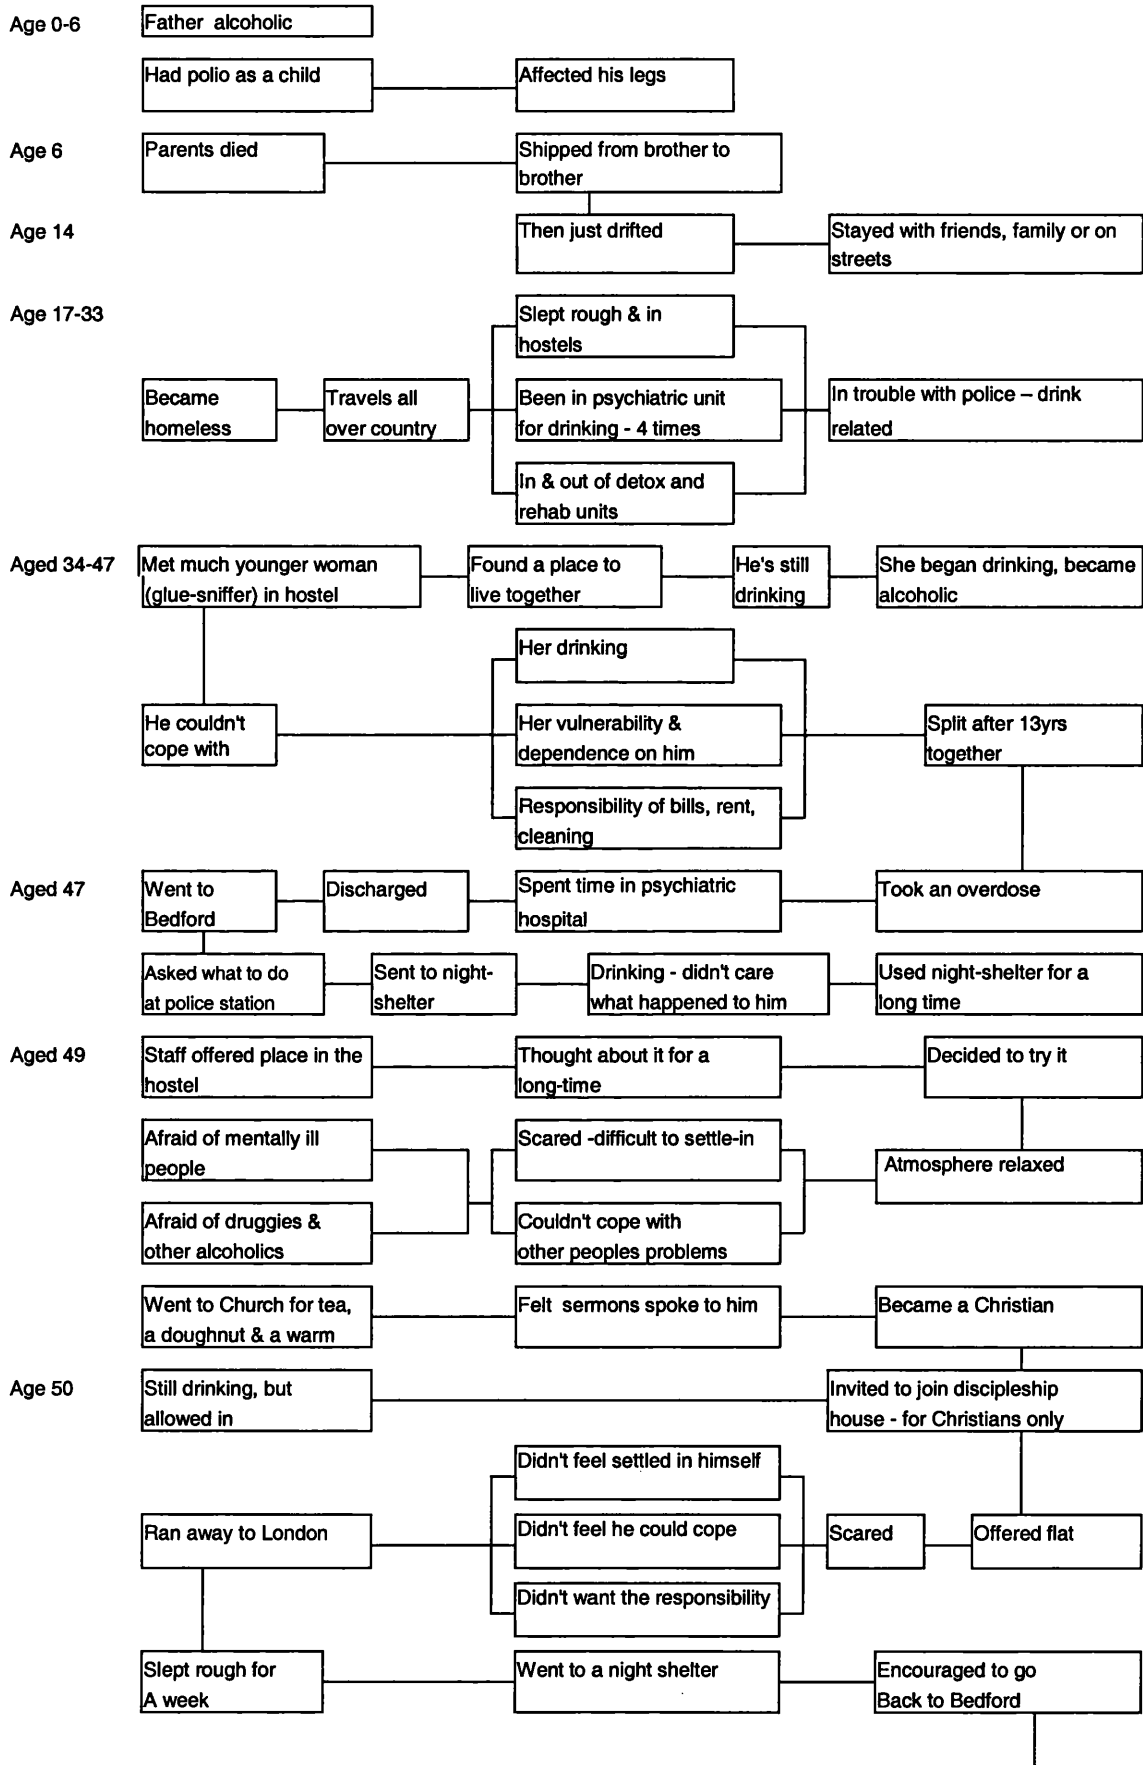 Age 0-6
Father alcoholic
Had polio as a child
Affected his legs
Age 6
Parents died
Shipped from brother to
brother
Age 14
Then just drifted
Stayed with friends, family or on
streets
Age 17-33
Slept rough & in
hostels
Became
homeless
Travels all
over country
Been in psychiatric unit
for drinking - 4 times
In trouble with police – drink
related
In & out of detox and
rehab units
Aged 34-47
Met much younger woman
(glue-sniffer) in hostel
Found a place to
live together
He's still
drinking
She began drinking, became
alcoholic
Her drinking
He couldn't
cope with
Her vulnerability &
dependence on him
Split after 13yrs
together
Responsibility of bills, rent,
cleaning
Aged 47
Went to
Bedford
Discharged
Spent time in psychiatric
hospital
Took an overdose
Asked what to do
at police station
Sent to night-
shelter
Drinking - didn't care
what happened to him
Used night-shelter for a
long time
Aged 49
Staff offered place in the
hostel
Thought about it for a
long-time
Decided to try it
Afraid of mentally ill
people
Scared -difficult to settle-in
Atmosphere relaxed
Afraid of druggies &
other alcoholics
Couldn't cope with
other peoples problems
Went to Church for tea,
a doughnut & a warm
Felt sermons spoke to him
Became a Christian
Age 50
Still drinking, but
allowed in
Invited to join discipleship
house - for Christians only
Didn't feel settled in himself
Ran away to London
Didn't feel he could cope
Scared
Offered flat
Didn't want the responsibility
Slept rough for
A week
Went to a night shelter
Encouraged to go
Back to Bedford